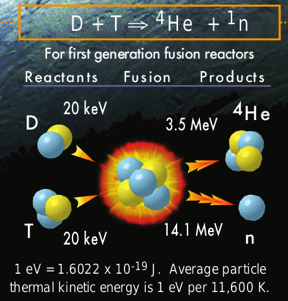 D + T ⇒ ⁴He + ¹n
For first generation fusion reactors
Reactants Fusion Products
20 keV 3.5 MeV ⁴He
D
T
20 keV 14.1 MeV n
1 eV = 1.6022 x 10⁻¹⁹ J. Average particle
thermal kinetic energy is 1 eV per 11,600 K.